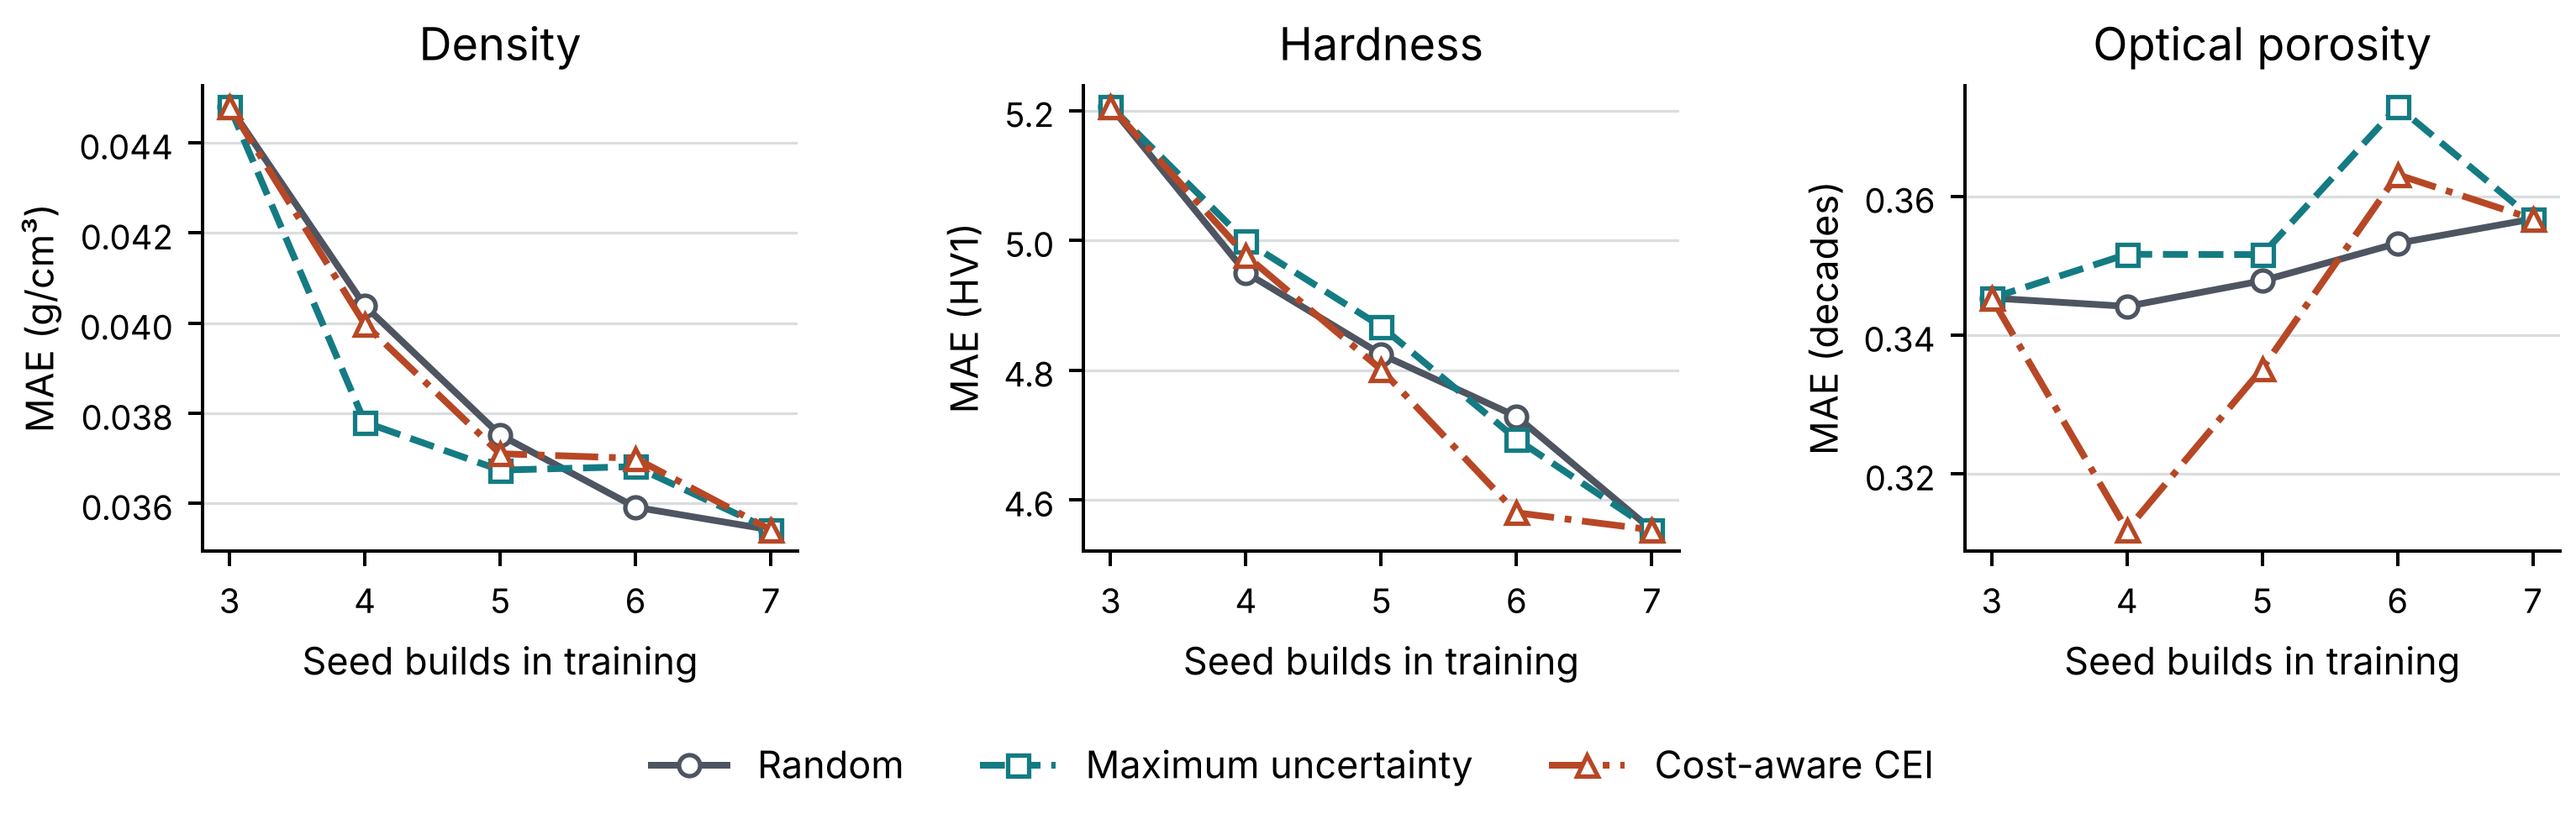 Density
MAE (g/cm³)
0.044
0.042
0.040
0.038
0.036
3 4 5 6 7
Seed builds in training
Hardness
MAE (HV1)
5.2
5.0
4.8
4.6
3 4 5 6 7
Seed builds in training
Optical porosity
MAE (decades)
0.36
0.34
0.32
3 4 5 6 7
Seed builds in training
Random Maximum uncertainty Cost-aware CEI